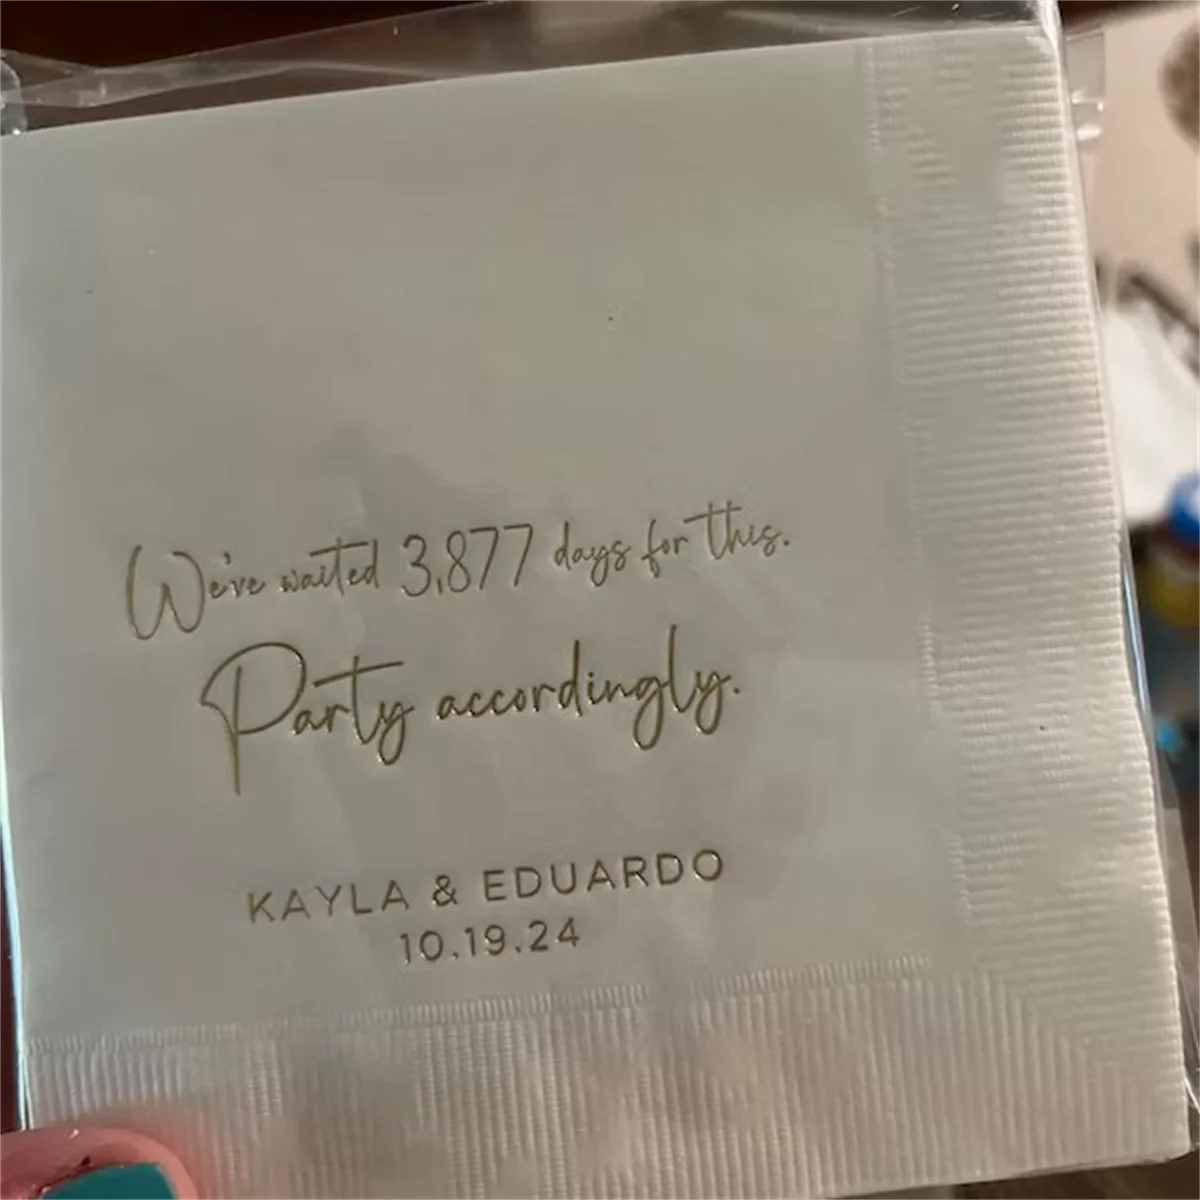 We've waited 3,877 days for this.
Party accordingly.
KAYLA & EDUARDO
10.19.24